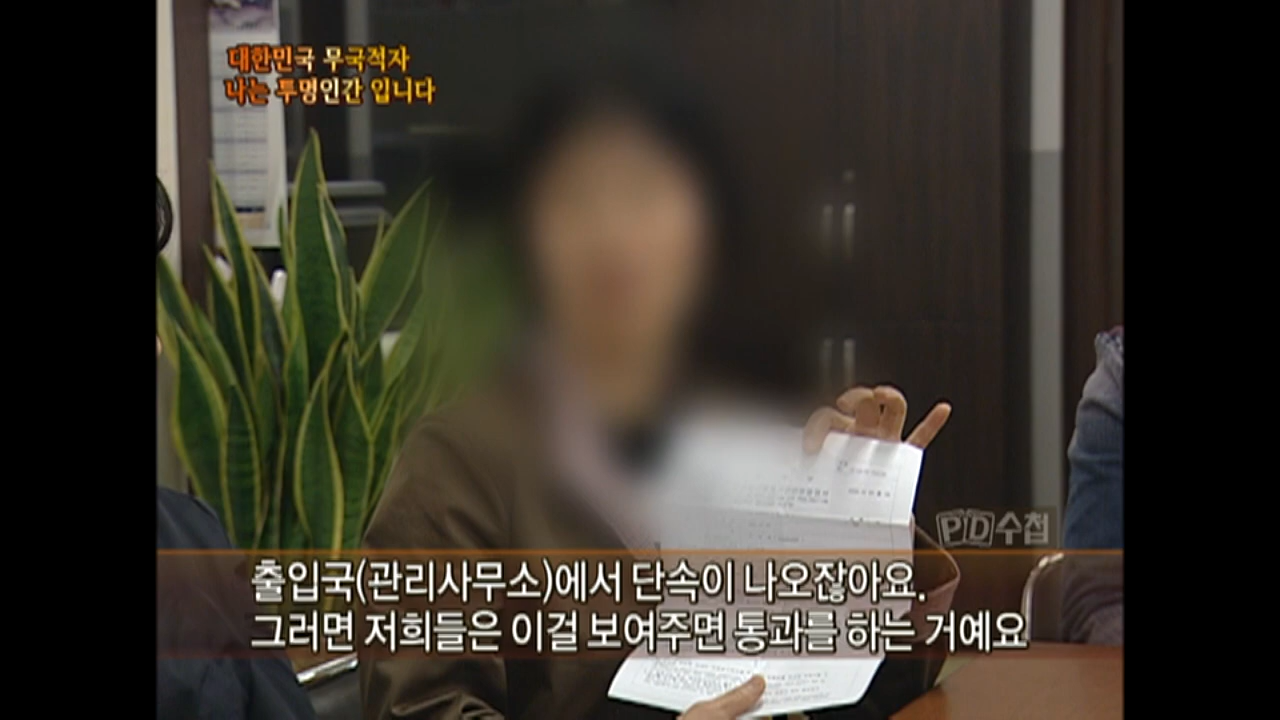 대한민국 무국적자
나는 투명인간 입니다
PD수첩
출입국(관리사무소)에서 단속이 나오잖아요.
그러면 저희들은 이걸 보여주면 통과를 하는 거예요